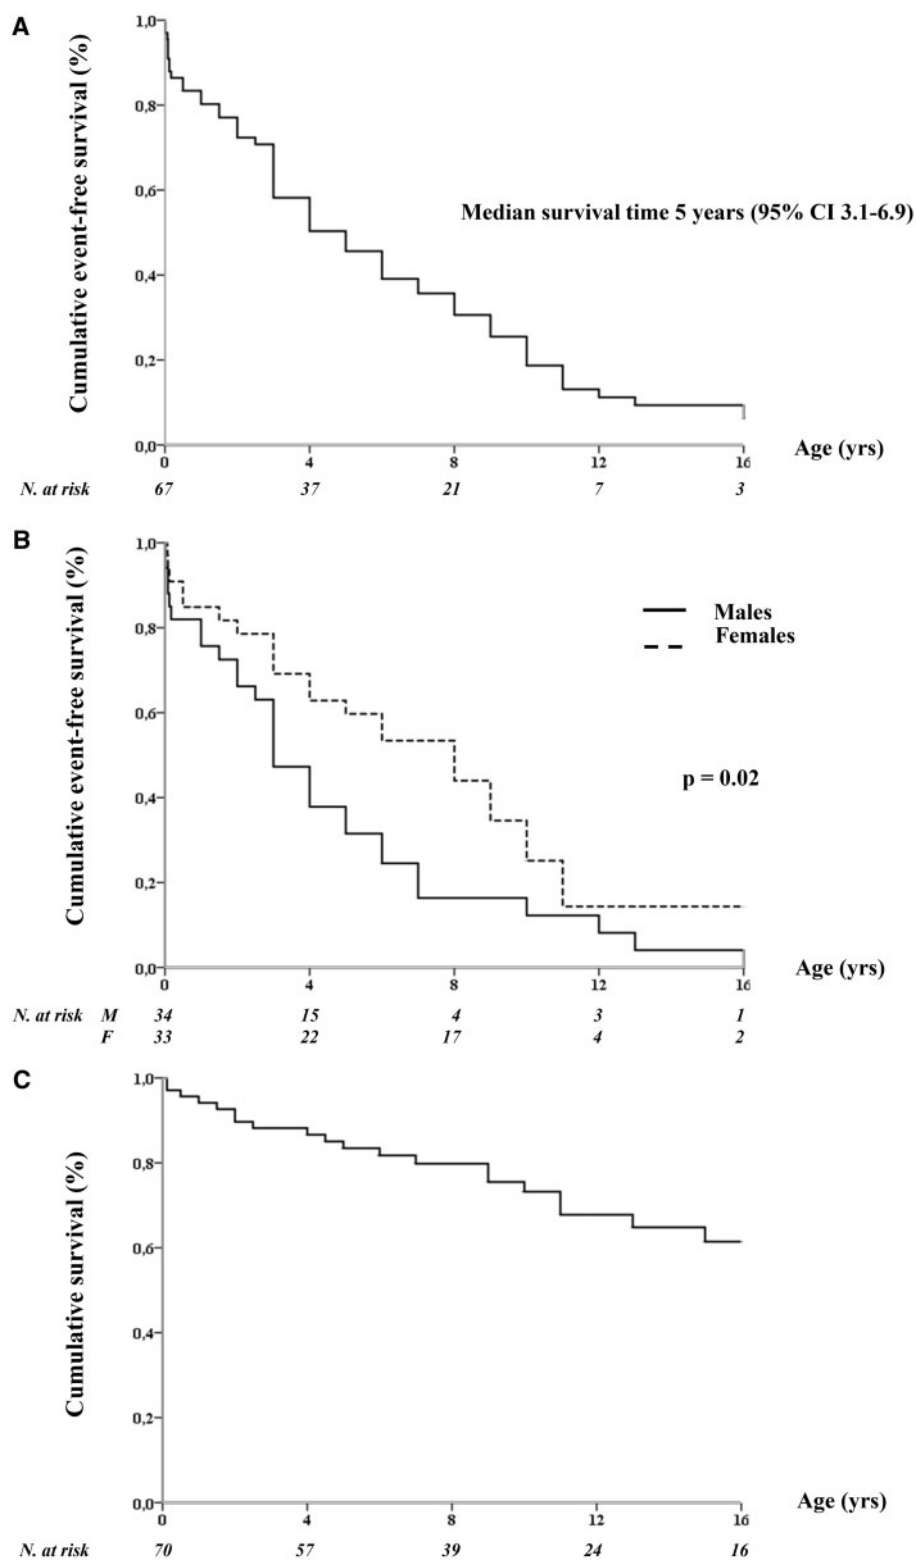 A
Cumulative event-free survival (%)
1,0
0,8
0,6
0,4
0,2
0,0
Median survival time 5 years (95% CI 3.1-6.9)
0 4 8 12 16
Age (yrs)
N. at risk 67 37 21 7 3
B
Cumulative event-free survival (%)
1,0
0,8
0,6
0,4
0,2
0,0
Males
Females
p = 0.02
0 4 8 12 16
Age (yrs)
N. at risk M 34 15 4 3 1
F 33 22 17 4 2
C
Cumulative survival (%)
1,0
0,8
0,6
0,4
0,2
0,0
0 4 8 12 16
Age (yrs)
N. at risk 70 57 39 24 16